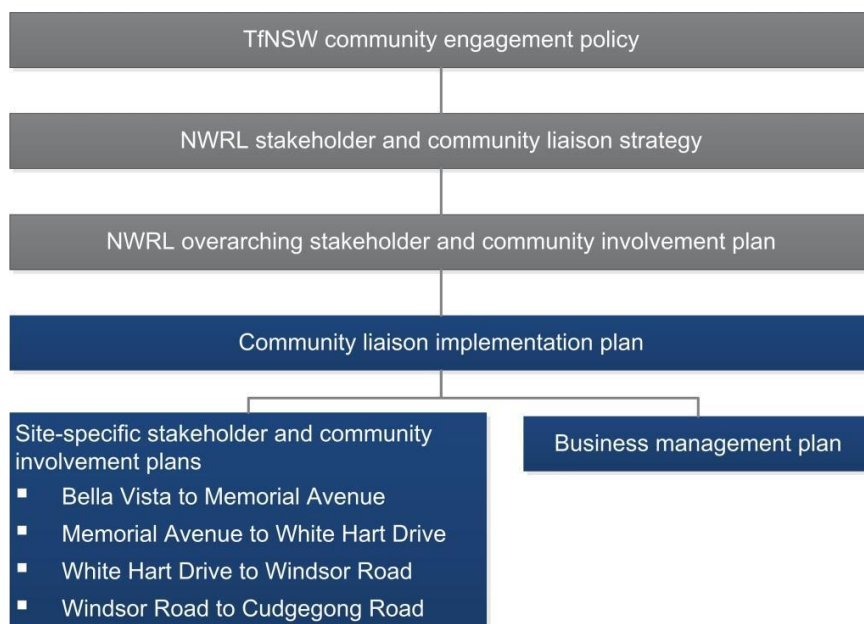 TfNSW community engagement policy
NWRL stakeholder and community liaison strategy
NWRL overarching stakeholder and community involvement plan
Community liaison implementation plan
Site-specific stakeholder and community
involvement plans
▪ Bella Vista to Memorial Avenue
▪ Memorial Avenue to White Hart Drive
▪ White Hart Drive to Windsor Road
▪ Windsor Road to Cudgegong Road
Business management plan